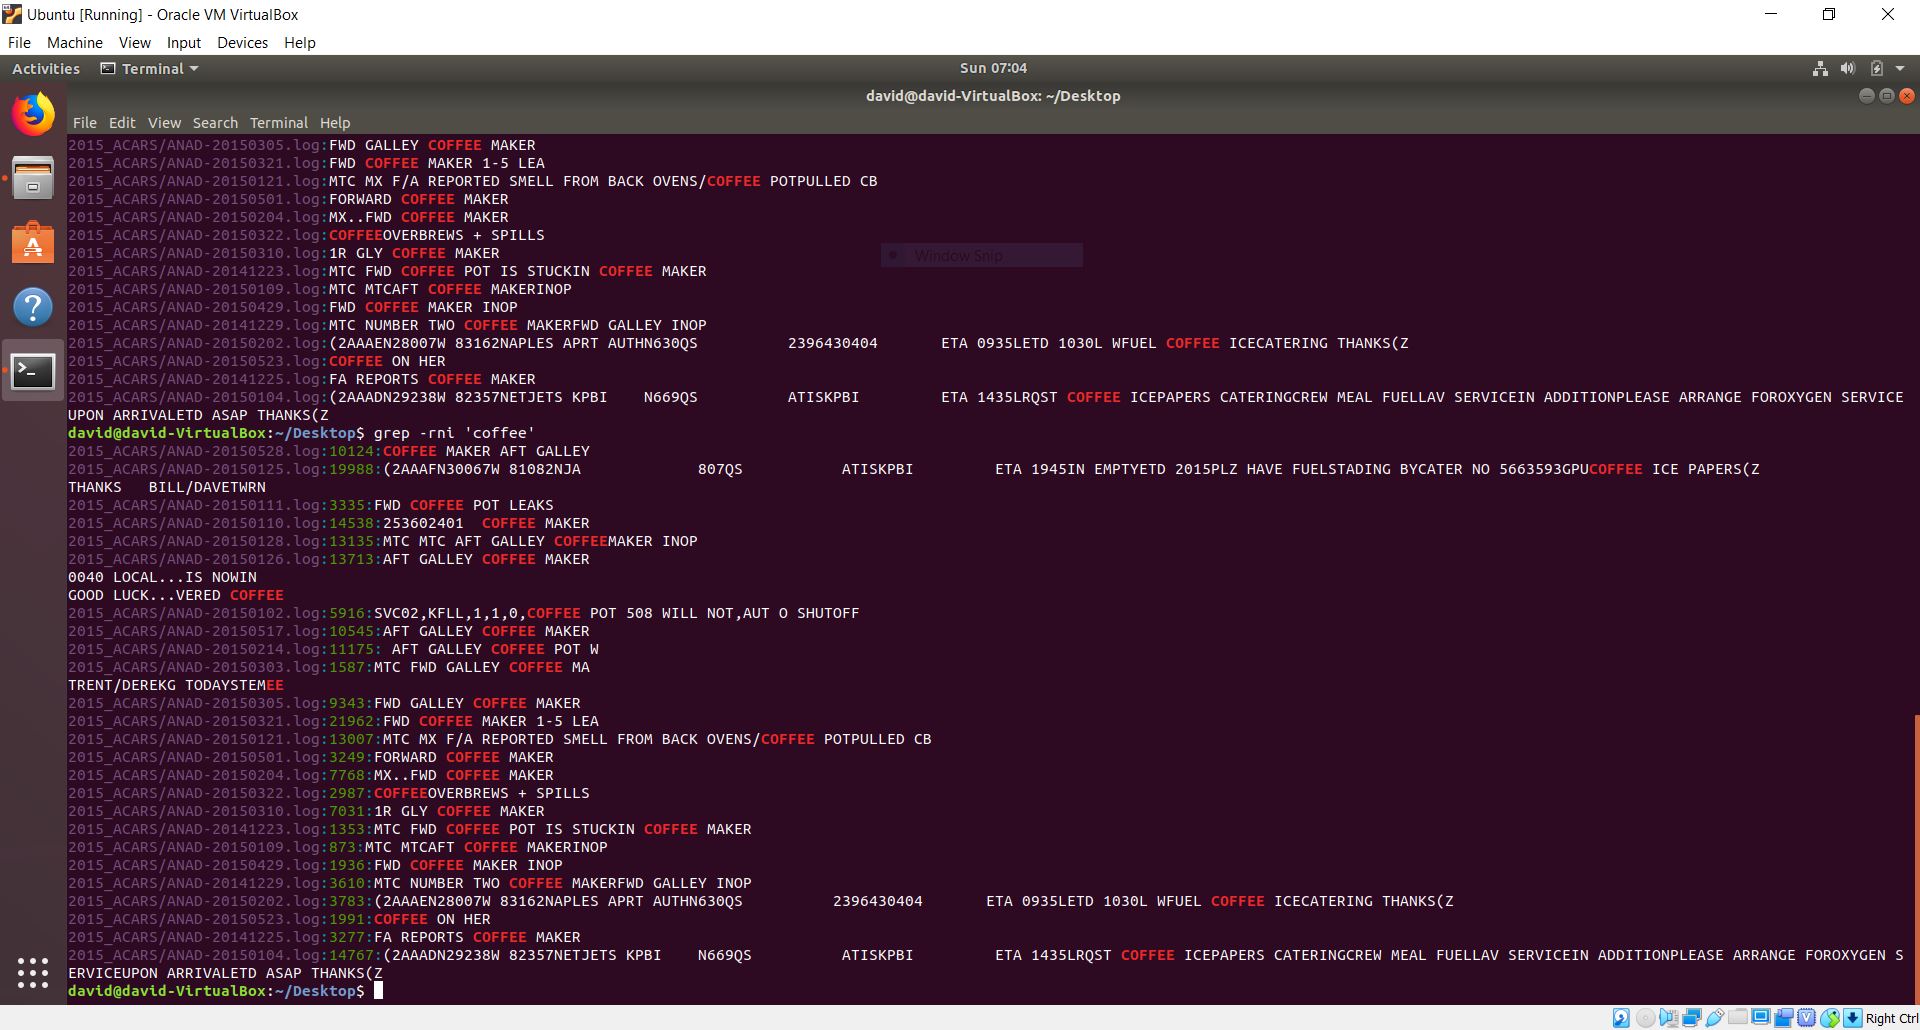 Ubuntu [Running] - Oracle VM VirtualBox
File Machine View Input Devices Help
Activities Terminal Sun 07:04
david@david-VirtualBox: ~/Desktop
File Edit View Search Terminal Help
2015_ACARS/ANAD-20150305.log:FWD GALLEY COFFEE MAKER
2015_ACARS/ANAD-20150321.log:FWD COFFEE MAKER 1-5 LEA
2015_ACARS/ANAD-20150121.log:MTC MX F/A REPORTED SMELL FROM BACK OVENS/COFFEE POTPULLED CB
2015_ACARS/ANAD-20150501.log:FORWARD COFFEE MAKER
2015_ACARS/ANAD-20150204.log:MX..FWD COFFEE MAKER
2015_ACARS/ANAD-20150322.log:COFFEEOVERBREWS + SPILLS
2015_ACARS/ANAD-20150310.log:1R GLY COFFEE MAKER
Window Snip
2015_ACARS/ANAD-20141223.log:MTC FWD COFFEE POT IS STUCKIN COFFEE MAKER
2015_ACARS/ANAD-20150109.log:MTC MTCAFT COFFEE MAKERINOP
2015_ACARS/ANAD-20150429.log:FWD COFFEE MAKER INOP
2015_ACARS/ANAD-20141229.log:MTC NUMBER TWO COFFEE MAKERFWD GALLEY INOP
2015_ACARS/ANAD-20150202.log:(2AAAEN28007W 83162NAPLES APRT AUTHN630QS 2396430404 ETA 0935LETD 1030L WFUEL COFFEE ICECATERING THANKS(Z
2015_ACARS/ANAD-20150523.log:COFFEE ON HER
2015_ACARS/ANAD-20141225.log:FA REPORTS COFFEE MAKER
2015_ACARS/ANAD-20150104.log:(2AAADN29238W 82357NETJETS KPBI N669QS ATISKPBI ETA 1435LRQST COFFEE ICEPAPERS CATERINGCREW MEAL FUELLAV SERVICEIN ADDITIONPLEASE ARRANGE FOROXYGEN SERVICE
UPON ARRIVALETD ASAP THANKS(Z
david@david-VirtualBox:~/Desktop$ grep -rni 'coffee'
2015_ACARS/ANAD-20150528.log:10124:COFFEE MAKER AFT GALLEY
2015_ACARS/ANAD-20150125.log:19988:(2AAAFN30067W 81082NJA 807QS ATISKPBI ETA 1945IN EMPTYETD 2015PLZ HAVE FUELSTADING BYCATER NO 5663593GPUCOFFEE ICE PAPERS(Z
THANKS BILL/DAVETWRN
2015_ACARS/ANAD-20150111.log:3335:FWD COFFEE POT LEAKS
2015_ACARS/ANAD-20150110.log:14538:253602401 COFFEE MAKER
2015_ACARS/ANAD-20150128.log:13135:MTC MTC AFT GALLEY COFFEEMAKER INOP
2015_ACARS/ANAD-20150126.log:13713:AFT GALLEY COFFEE MAKER
0040 LOCAL...IS NOWIN
GOOD LUCK...VERED COFFEE
2015_ACARS/ANAD-20150102.log:5916:SVC02,KFLL,1,1,0,COFFEE POT 508 WILL NOT,AUT O SHUTOFF
2015_ACARS/ANAD-20150517.log:10545:AFT GALLEY COFFEE MAKER
2015_ACARS/ANAD-20150214.log:11175: AFT GALLEY COFFEE POT W
2015_ACARS/ANAD-20150303.log:1587:MTC FWD GALLEY COFFEE MA
TRENT/DEREKG TODAYSTEMEE
2015_ACARS/ANAD-20150305.log:9343:FWD GALLEY COFFEE MAKER
2015_ACARS/ANAD-20150321.log:21962:FWD COFFEE MAKER 1-5 LEA
2015_ACARS/ANAD-20150121.log:13007:MTC MX F/A REPORTED SMELL FROM BACK OVENS/COFFEE POTPULLED CB
2015_ACARS/ANAD-20150501.log:3249:FORWARD COFFEE MAKER
2015_ACARS/ANAD-20150204.log:7768:MX..FWD COFFEE MAKER
2015_ACARS/ANAD-20150322.log:2987:COFFEEOVERBREWS + SPILLS
2015_ACARS/ANAD-20150310.log:7031:1R GLY COFFEE MAKER
2015_ACARS/ANAD-20141223.log:1353:MTC FWD COFFEE POT IS STUCKIN COFFEE MAKER
2015_ACARS/ANAD-20150109.log:873:MTC MTCAFT COFFEE MAKERINOP
2015_ACARS/ANAD-20150429.log:1936:FWD COFFEE MAKER INOP
2015_ACARS/ANAD-20141229.log:3610:MTC NUMBER TWO COFFEE MAKERFWD GALLEY INOP
2015_ACARS/ANAD-20150202.log:3783:(2AAAEN28007W 83162NAPLES APRT AUTHN630QS 2396430404 ETA 0935LETD 1030L WFUEL COFFEE ICECATERING THANKS(Z
2015_ACARS/ANAD-20150523.log:1991:COFFEE ON HER
2015_ACARS/ANAD-20141225.log:3277:FA REPORTS COFFEE MAKER
2015_ACARS/ANAD-20150104.log:14767:(2AAADN29238W 82357NETJETS KPBI N669QS ATISKPBI ETA 1435LRQST COFFEE ICEPAPERS CATERINGCREW MEAL FUELLAV SERVICEIN ADDITIONPLEASE ARRANGE FOROXYGEN S
ERVICEUPON ARRIVALETD ASAP THANKS(Z
david@david-VirtualBox:~/Desktop$
Right Ctrl